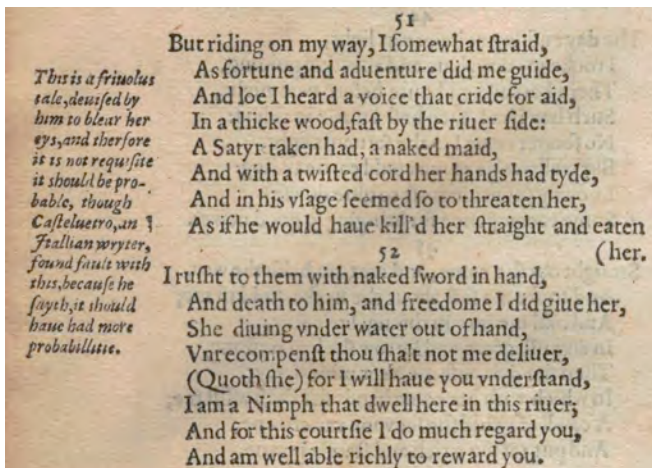 51
But riding on my way, I ſomewhat ſtraid,
As fortune and aduenture did me guide,
And loe I heard a voice that cride for aid,
In a thicke wood, faſt by the riuer ſide:
A Satyr taken had, a naked maid,
And with a twiſted cord her hands had tyde,
And in his vſage ſeemed ſo to threaten her,
As if he would haue kill'd her ſtraight and eaten
(her.
This is a friuolus
tale, deuiſed by
him to blear her
eys, and therfore
it is not requiſite
it should be pro-
bable, though
Caſteluetro, an
Itallian wryter,
found fault with
this, becauſe he
ſayth, it should
haue had more
probabillitie.
52
I ruſht to them with naked ſword in hand,
And death to him, and freedome I did giue her,
She diuing vnder water out of hand,
Vnrecompenſt thou ſhalt not me deliuer,
(Quoth ſhe) for I will haue you vnderſtand,
I am a Nimph that dwell here in this riuer;
And for this courtſie I do much regard you,
And am well able richly to reward you.